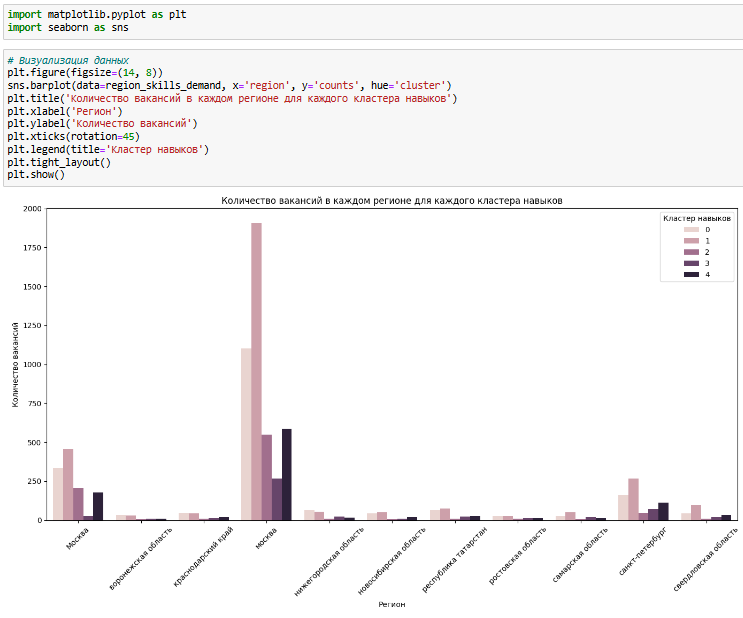 import matplotlib.pyplot as plt
import seaborn as sns
# Визуализация данных
plt.figure(figsize=(14, 8))
sns.barplot(data=region_skills_demand, x='region', y='counts', hue='cluster')
plt.title('Количество вакансий в каждом регионе для каждого кластера навыков')
plt.xlabel('Регион')
plt.ylabel('Количество вакансий')
plt.xticks(rotation=45)
plt.legend(title='Кластер навыков')
plt.tight_layout()
plt.show()
Количество вакансий в каждом регионе для каждого кластера навыков
2000
1750
1500
1250
1000
750
500
250
0
Количество вакансий
Кластер навыков
0
1
2
3
4
Москва
воронежская область
краснодарский край
москва
нижегородская область
новосибирская область
республика татарстан
ростовская область
самарская область
санкт-петербург
свердловская область
Регион